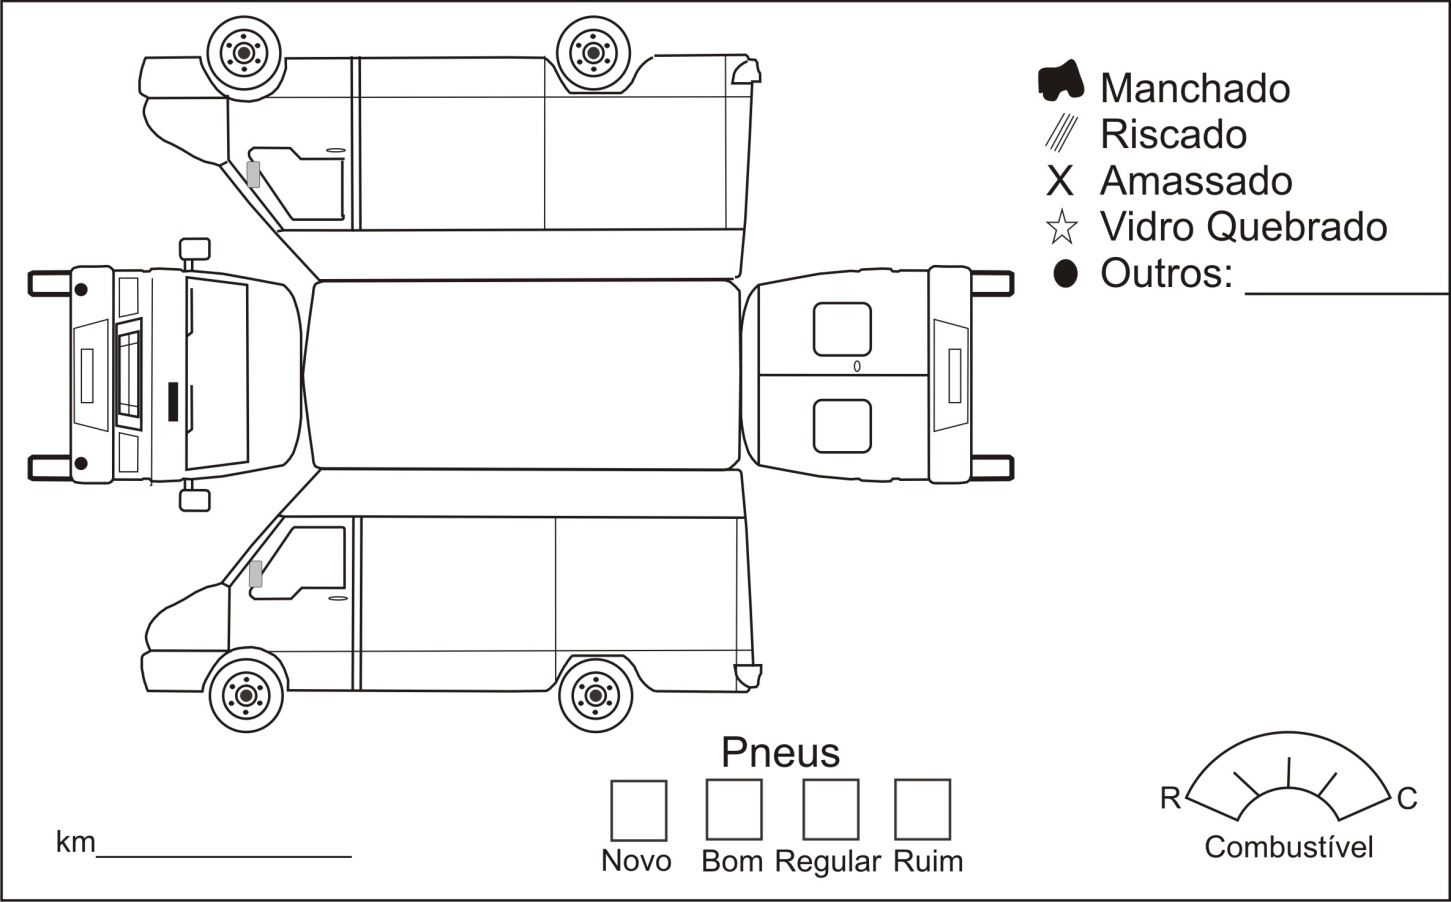 Manchado
Riscado
X Amassado
Vidro Quebrado
Outros:
Pneus
Novo Bom Regular Ruim
km
R C
Combustível